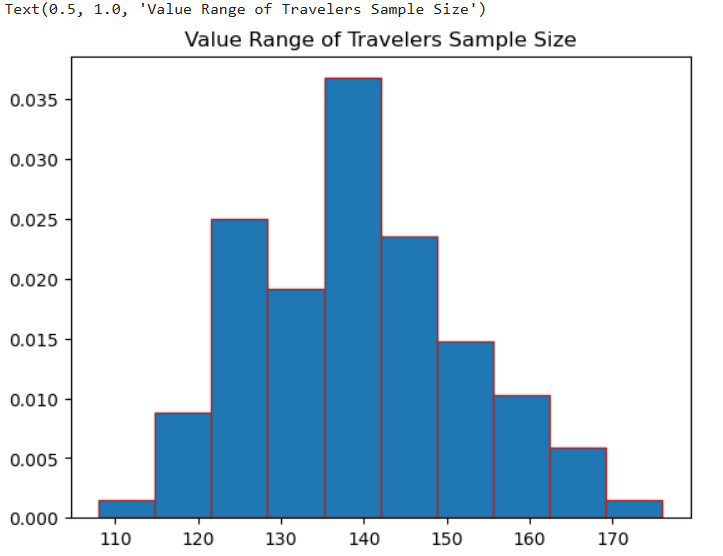 Text(0.5, 1.0, 'Value Range of Travelers Sample Size')
Value Range of Travelers Sample Size
0.035
0.030
0.025
0.020
0.015
0.010
0.005
0.000
110 120 130 140 150 160 170